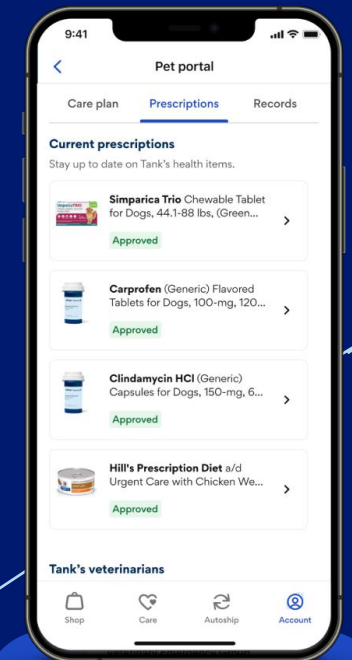 9:41
Pet portal
Care plan Prescriptions Records
Current prescriptions
Stay up to date on Tank's health items.
Simparica Trio Chewable Tablet
for Dogs, 44.1-88 lbs, (Green...
Approved
Carprofen (Generic) Flavored
Tablets for Dogs, 100-mg, 120...
Approved
Clindamycin HCl (Generic)
Capsules for Dogs, 150-mg, 6...
Approved
Hill's Prescription Diet a/d
Urgent Care with Chicken We...
Approved
Tank's veterinarians
Shop Care Autoship Account